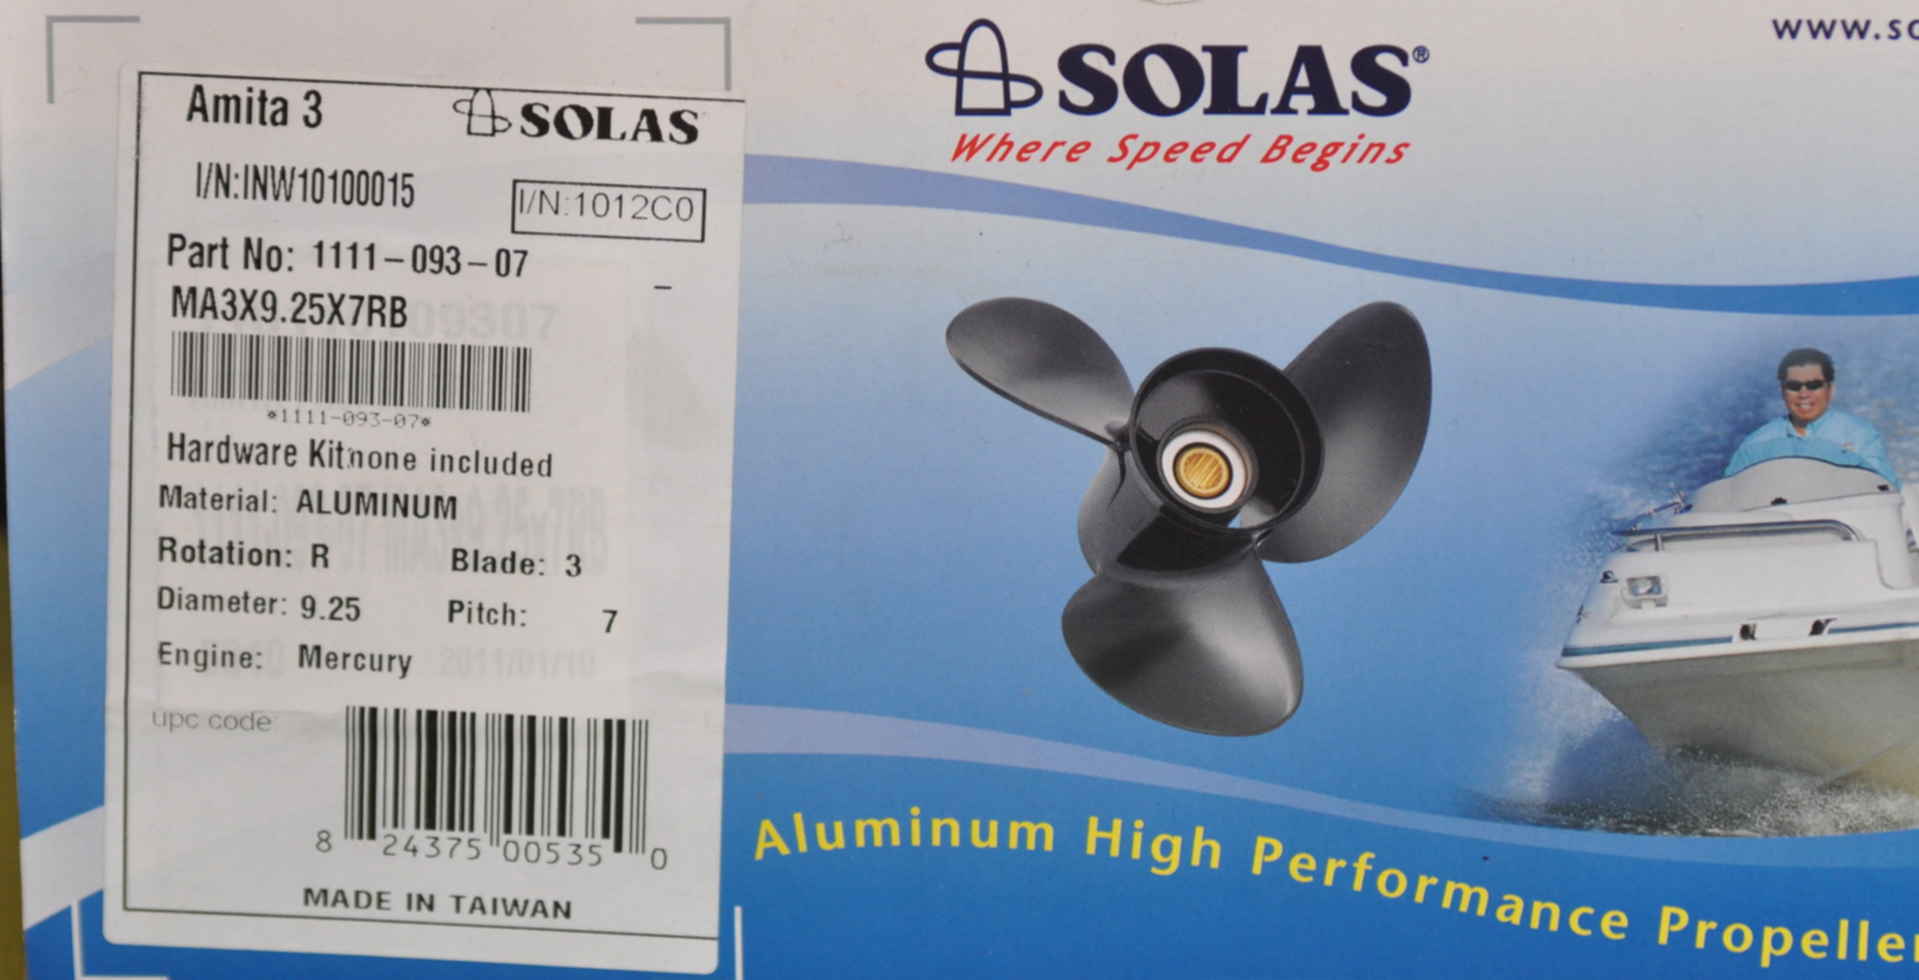 Amita 3
SOLAS
I/N:INW10100015
I/N:1012C0
Part No: 1111-093-07
-
MA3X9.25X7RB
*1111-093-07*
Hardware Kit:none included
Material: ALUMINUM
Rotation: R Blade: 3
Diameter: 9.25 Pitch: 7
Engine: Mercury
upc code
8 24375 00535 0
MADE IN TAIWAN
SOLAS®
Where Speed Begins
www.so
Aluminum High Performance Propeller